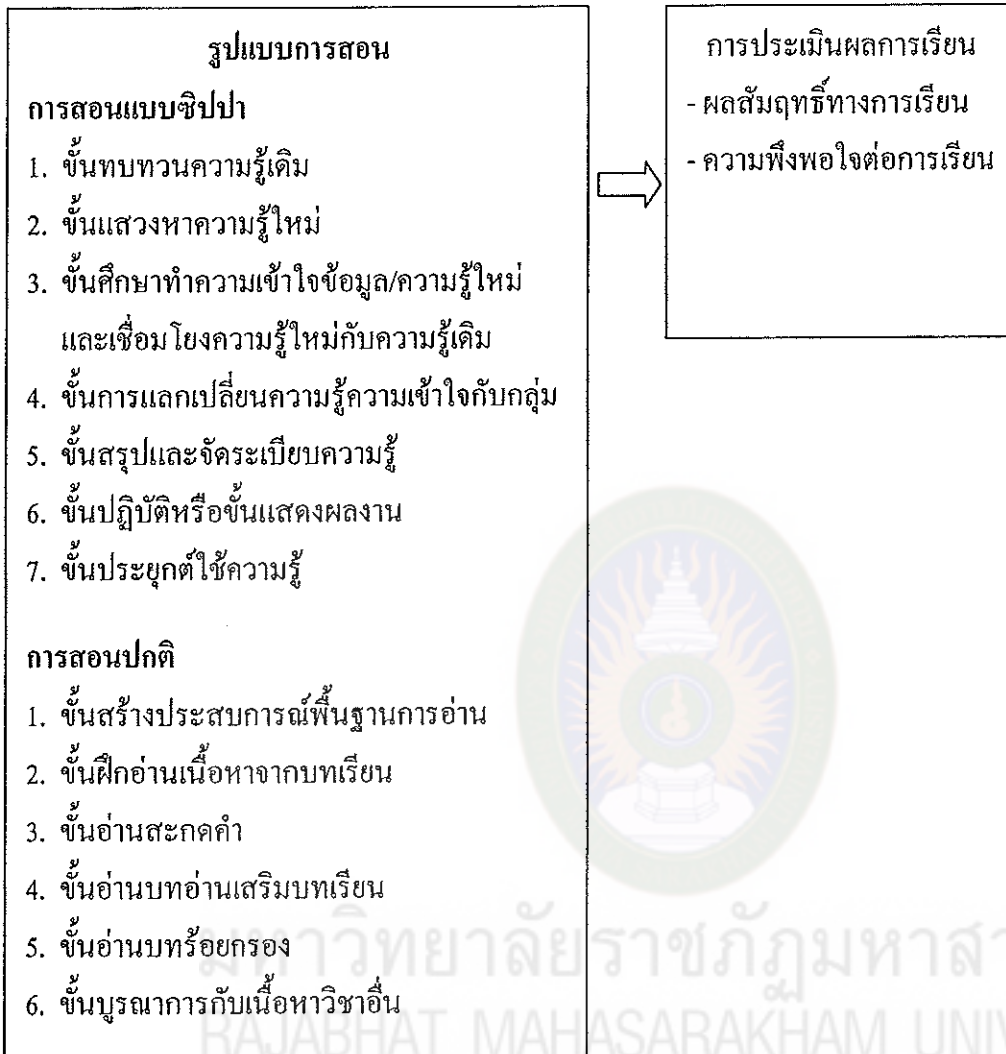 รูปแบบการสอน
การสอนแบบซิปปา
1. ขั้นทบทวนความรู้เดิม
2. ขั้นแสวงหาความรู้ใหม่
3. ขั้นศึกษาทำความเข้าใจข้อมูล/ความรู้ใหม่
และเชื่อมโยงความรู้ใหม่กับความรู้เดิม
4. ขั้นการแลกเปลี่ยนความรู้ความเข้าใจกับกลุ่ม
5. ขั้นสรุปและจัดระเบียบความรู้
6. ขั้นปฏิบัติหรือขั้นแสดงผลงาน
7. ขั้นประยุกต์ใช้ความรู้
การสอนปกติ
1. ขั้นสร้างประสบการณ์พื้นฐานการอ่าน
2. ขั้นฝึกอ่านเนื้อหาจากบทเรียน
3. ขั้นอ่านสะกดคำ
4. ขั้นอ่านบทอ่านเสริมบทเรียน
5. ขั้นอ่านบทร้อยกรอง
6. ขั้นบูรณาการกับเนื้อหาวิชาอื่น
การประเมินผลการเรียน
- ผลสัมฤทธิ์ทางการเรียน
- ความพึงพอใจต่อการเรียน
มหาวิทยาลัยราชภัฏมหาส
RAJABHAT MAHASARAKHAM UNIV